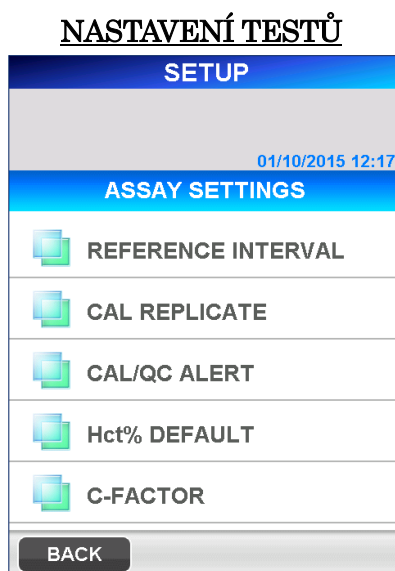 NASTAVENÍ TESTŮ
SETUP
01/10/2015 12:17
ASSAY SETTINGS
REFERENCE INTERVAL
CAL REPLICATE
CAL/QC ALERT
Hct% DEFAULT
C-FACTOR
BACK